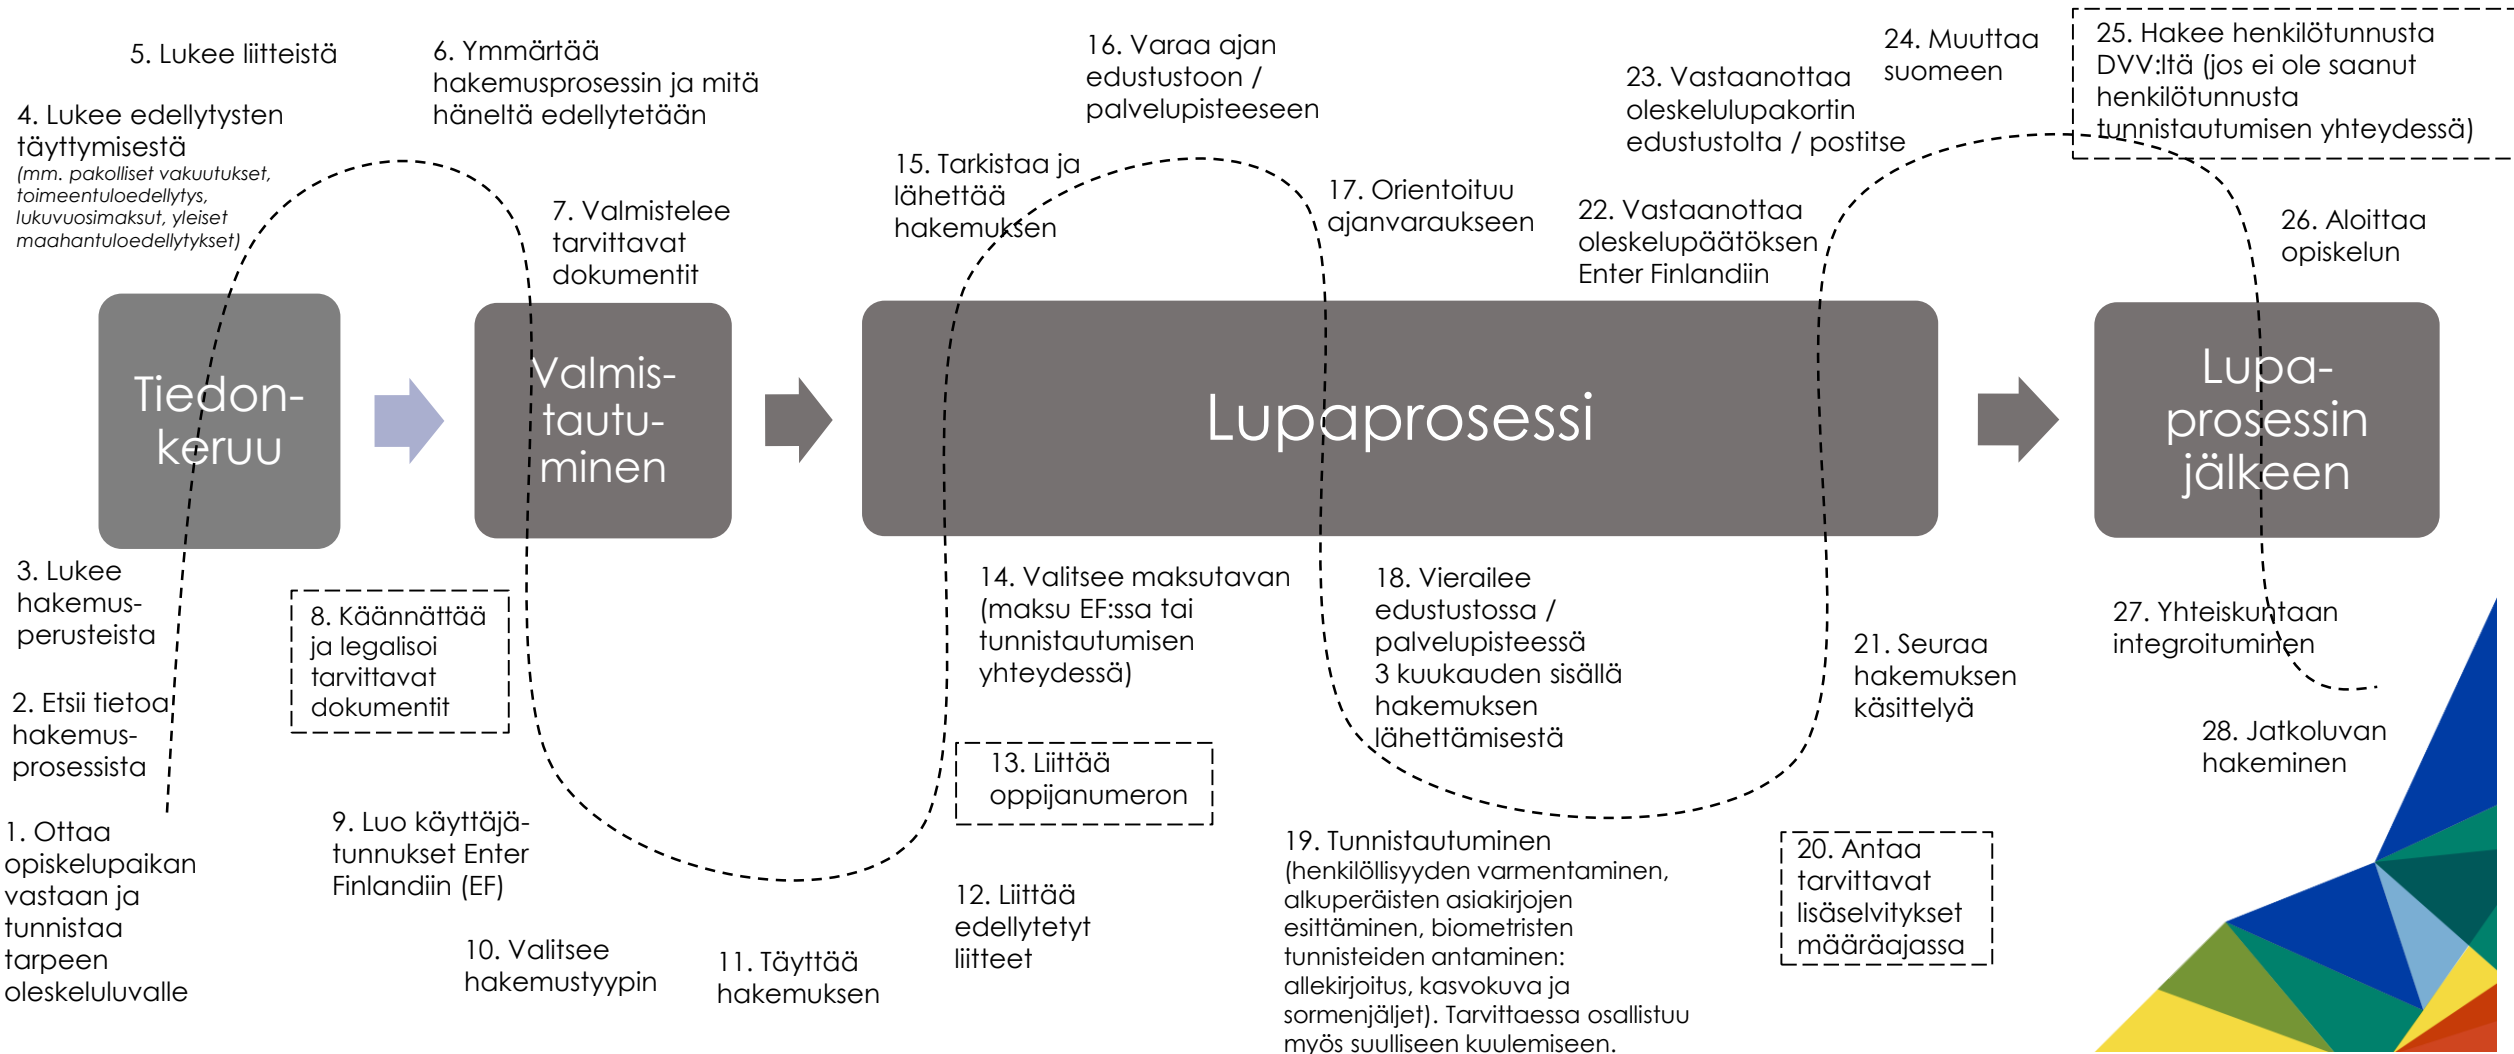 1. Ottaa
opiskelupaikan
vastaan ja
tunnistaa
tarpeen
oleskeluluvalle
2. Etsii tietoa
hakemus-
prosessista
3. Lukee
hakemus-
perusteista
4. Lukee edellytysten
täyttymisestä
(mm. pakolliset vakuutukset,
toimeentuloedellytys,
lukuvuosimaksut, yleiset
maahantuloedellytykset)
5. Lukee liitteistä
6. Ymmärtää
hakemusprosessin ja mitä
häneltä edellytetään
7. Valmistelee
tarvittavat
dokumentit
Tiedon-
keruu
Valmis-
tautu-
minen
Lupaprosessi
Lupa-
prosessin
jälkeen
8. Käännättää
ja legalisoi
tarvittavat
dokumentit
9. Luo käyttäjä-
tunnukset Enter
Finlandiin (EF)
10. Valitsee
hakemustyypin
11. Täyttää
hakemuksen
12. Liittää
edellytetyt
liitteet
13. Liittää
oppijanumeron
14. Valitsee maksutavan
(maksu EF:ssa tai
tunnistautumisen
yhteydessä)
15. Tarkistaa ja
lähettää
hakemuksen
16. Varaa ajan
edustustoon /
palvelupisteeseen
17. Orientoituu
ajanvaraukseen
18. Vierailee
edustustossa /
palvelupisteessä
3 kuukauden sisällä
hakemuksen
lähettämisestä
19. Tunnistautuminen
(henkilöllisyyden varmentaminen,
alkuperäisten asiakirjojen
esittäminen, biometristen
tunnisteiden antaminen:
allekirjoitus, kasvokuva ja
sormenjäljet). Tarvittaessa osallistuu
myös suulliseen kuulemiseen.
20. Antaa
tarvittavat
lisäselvitykset
määräajassa
21. Seuraa
hakemuksen
käsittelyä
22. Vastaanottaa
oleskelupäätöksen
Enter Finlandiin
23. Vastaanottaa
oleskelulupakortin
edustustolta / postitse
24. Muuttaa
suomeen
25. Hakee henkilötunnusta
DVV:ltä (jos ei ole saanut
henkilötunnusta
tunnistautumisen yhteydessä)
26. Aloittaa
opiskelun
27. Yhteiskuntaan
integroituminen
28. Jatkoluvan
hakeminen